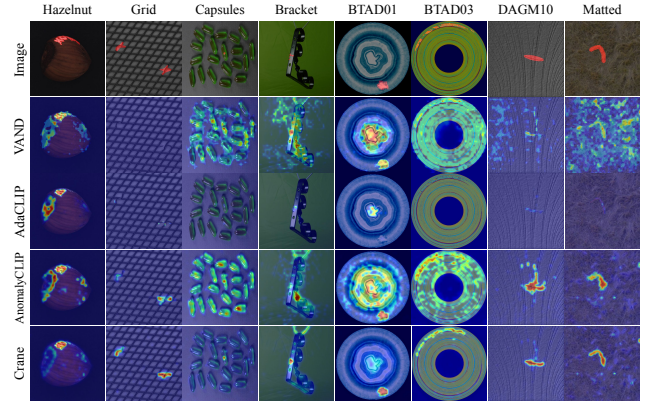 Hazelnut Grid Capsules Bracket BTAD01 BTAD03 DAGM10 Matted
Image
VAND
AdaCLIP
AnomalyCLIP
Crane